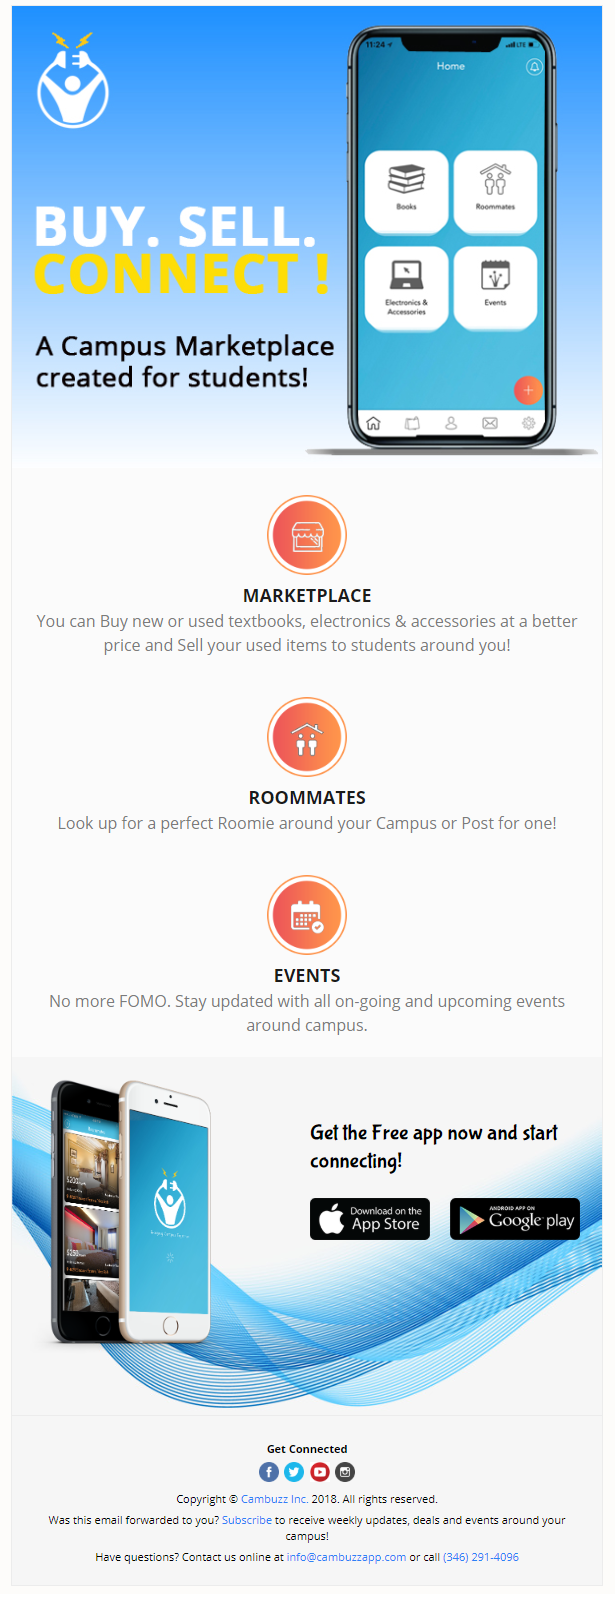 11:24
LTE
Home
BUY. SELL.
CONNECT !
A Campus Marketplace
created for students!
Books
Roommates
Electronics &
Accessories
Events
MARKETPLACE
You can Buy new or used textbooks, electronics & accessories at a better
price and Sell your used items to students around you!
ROOMMATES
Look up for a perfect Roomie around your Campus or Post for one!
EVENTS
No more FOMO. Stay updated with all on-going and upcoming events
around campus.
Get the Free app now and start
connecting!
Download on the
App Store
ANDROID APP ON
Google play
$200
$250
Get Connected
Copyright © Cambuzz Inc. 2018. All rights reserved.
Was this email forwarded to you? Subscribe to receive weekly updates, deals and events around your
campus!
Have questions? Contact us online at info@cambuzzapp.com or call (346) 291-4096